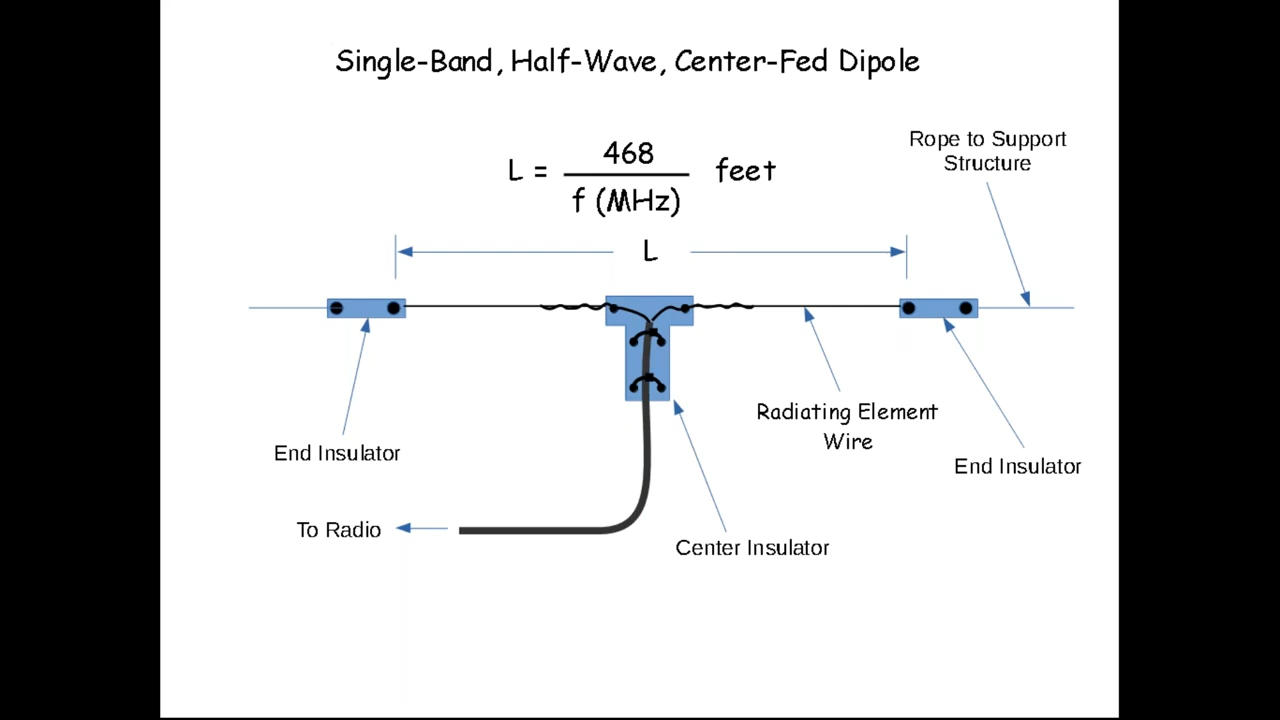 Single-Band, Half-Wave, Center-Fed Dipole
L = 468 / f (MHz) feet
Rope to Support
Structure
L
Radiating Element
Wire
End Insulator
End Insulator
To Radio
Center Insulator